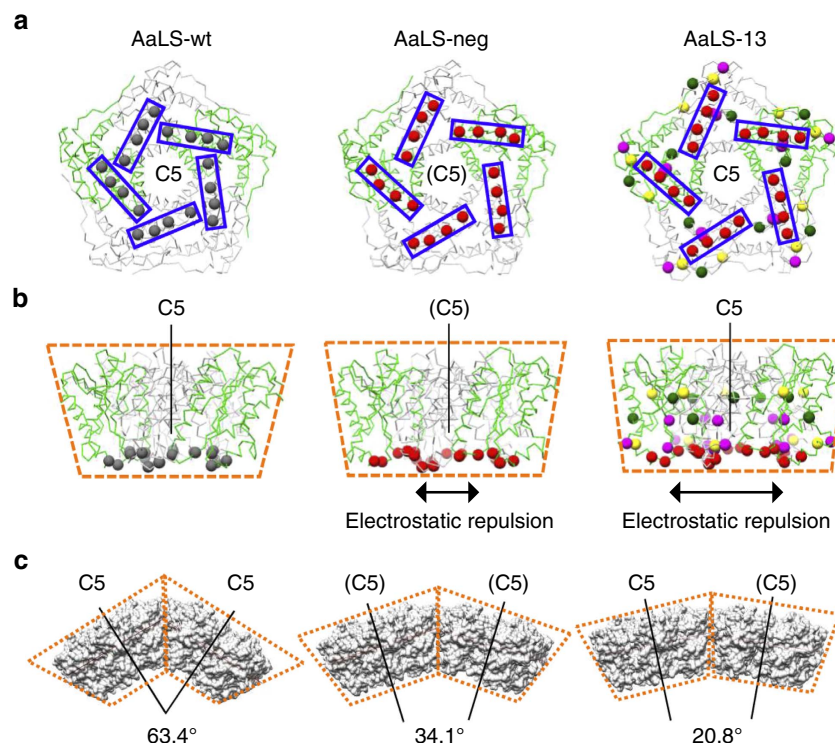 a
AaLS-wt AaLS-neg AaLS-13
C5 (C5) C5
b
C5 (C5) C5
Electrostatic repulsion Electrostatic repulsion
c
C5 C5 (C5) (C5) C5 (C5)
63.4° 34.1° 20.8°